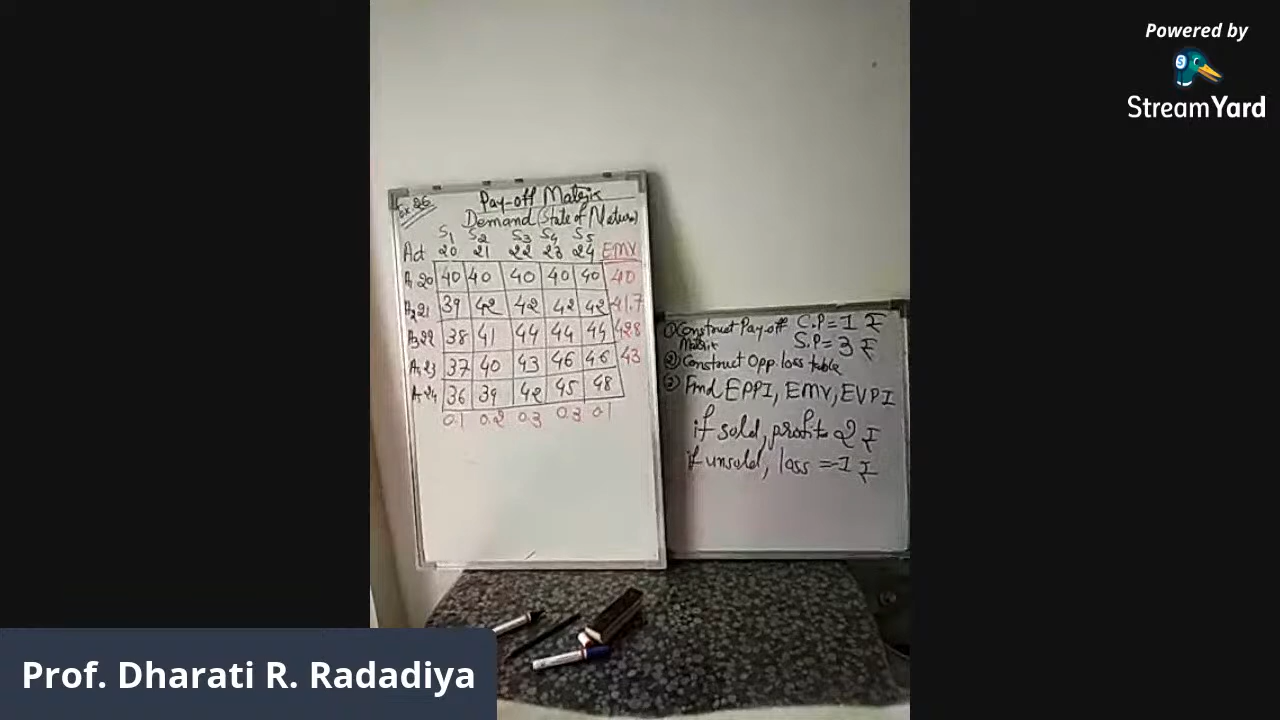 Powered by
StreamYard
Ex 26
Pay-off Matrix
Demand (State of Nature)
S1 S2 S3 S4 S5
Act 20 21 22 23 24 EMV
A1 20 40 40 40 40 40 40
A2 21 39 42 42 42 42 41.7
A3 22 38 41 44 44 44 42.8
A4 23 37 40 43 46 46 43
A5 24 36 39 42 45 48
0.1 0.2 0.3 0.3 0.1
① Construct Pay-off Matrix
C.P = 1 ₹
S.P = 3 ₹
② Construct Opp. loss table
③ Find EPPI, EMV, EVPI
if sold, profit = 2 ₹
if unsold, loss = -1 ₹
Prof. Dharati R. Radadiya